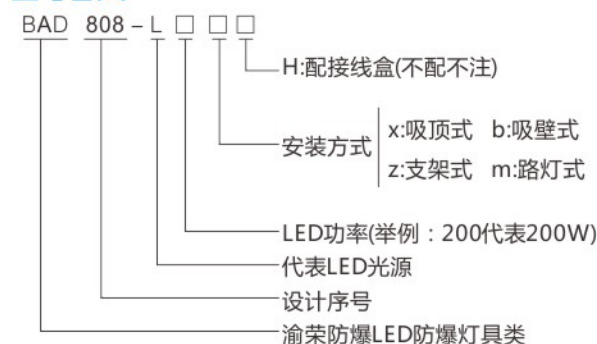 BAD 808-L□ □□
H:配接线盒(不配不注)
安装方式
x:吸顶式 b:吸壁式
z:支架式 m:路灯式
LED功率(举例：200代表200W)
代表LED光源
设计序号
渝荣防爆LED防爆灯具类